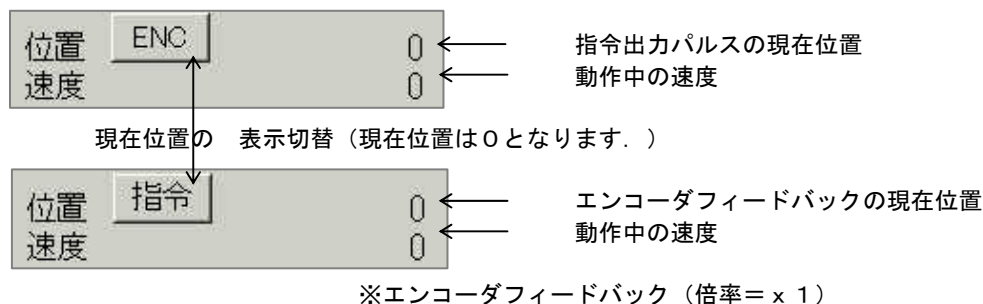 位置 ENC 0 指令出力パルスの現在位置
速度 0 動作中の速度
現在位置の 表示切替（現在位置は０となります．）
位置 指令 0 エンコーダフィードバックの現在位置
速度 0 動作中の速度
※エンコーダフィードバック（倍率＝ｘ１）